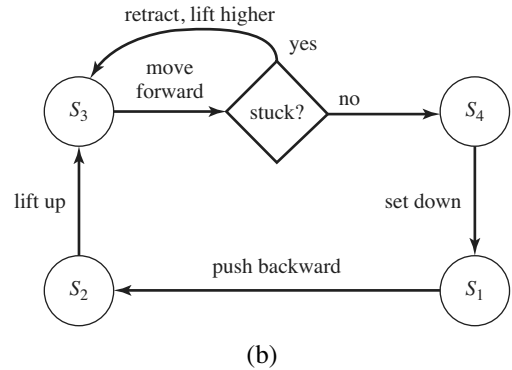 retract, lift higher
yes
move
forward
S3
stuck?
no
S4
lift up
set down
push backward
S2
S1
(b)